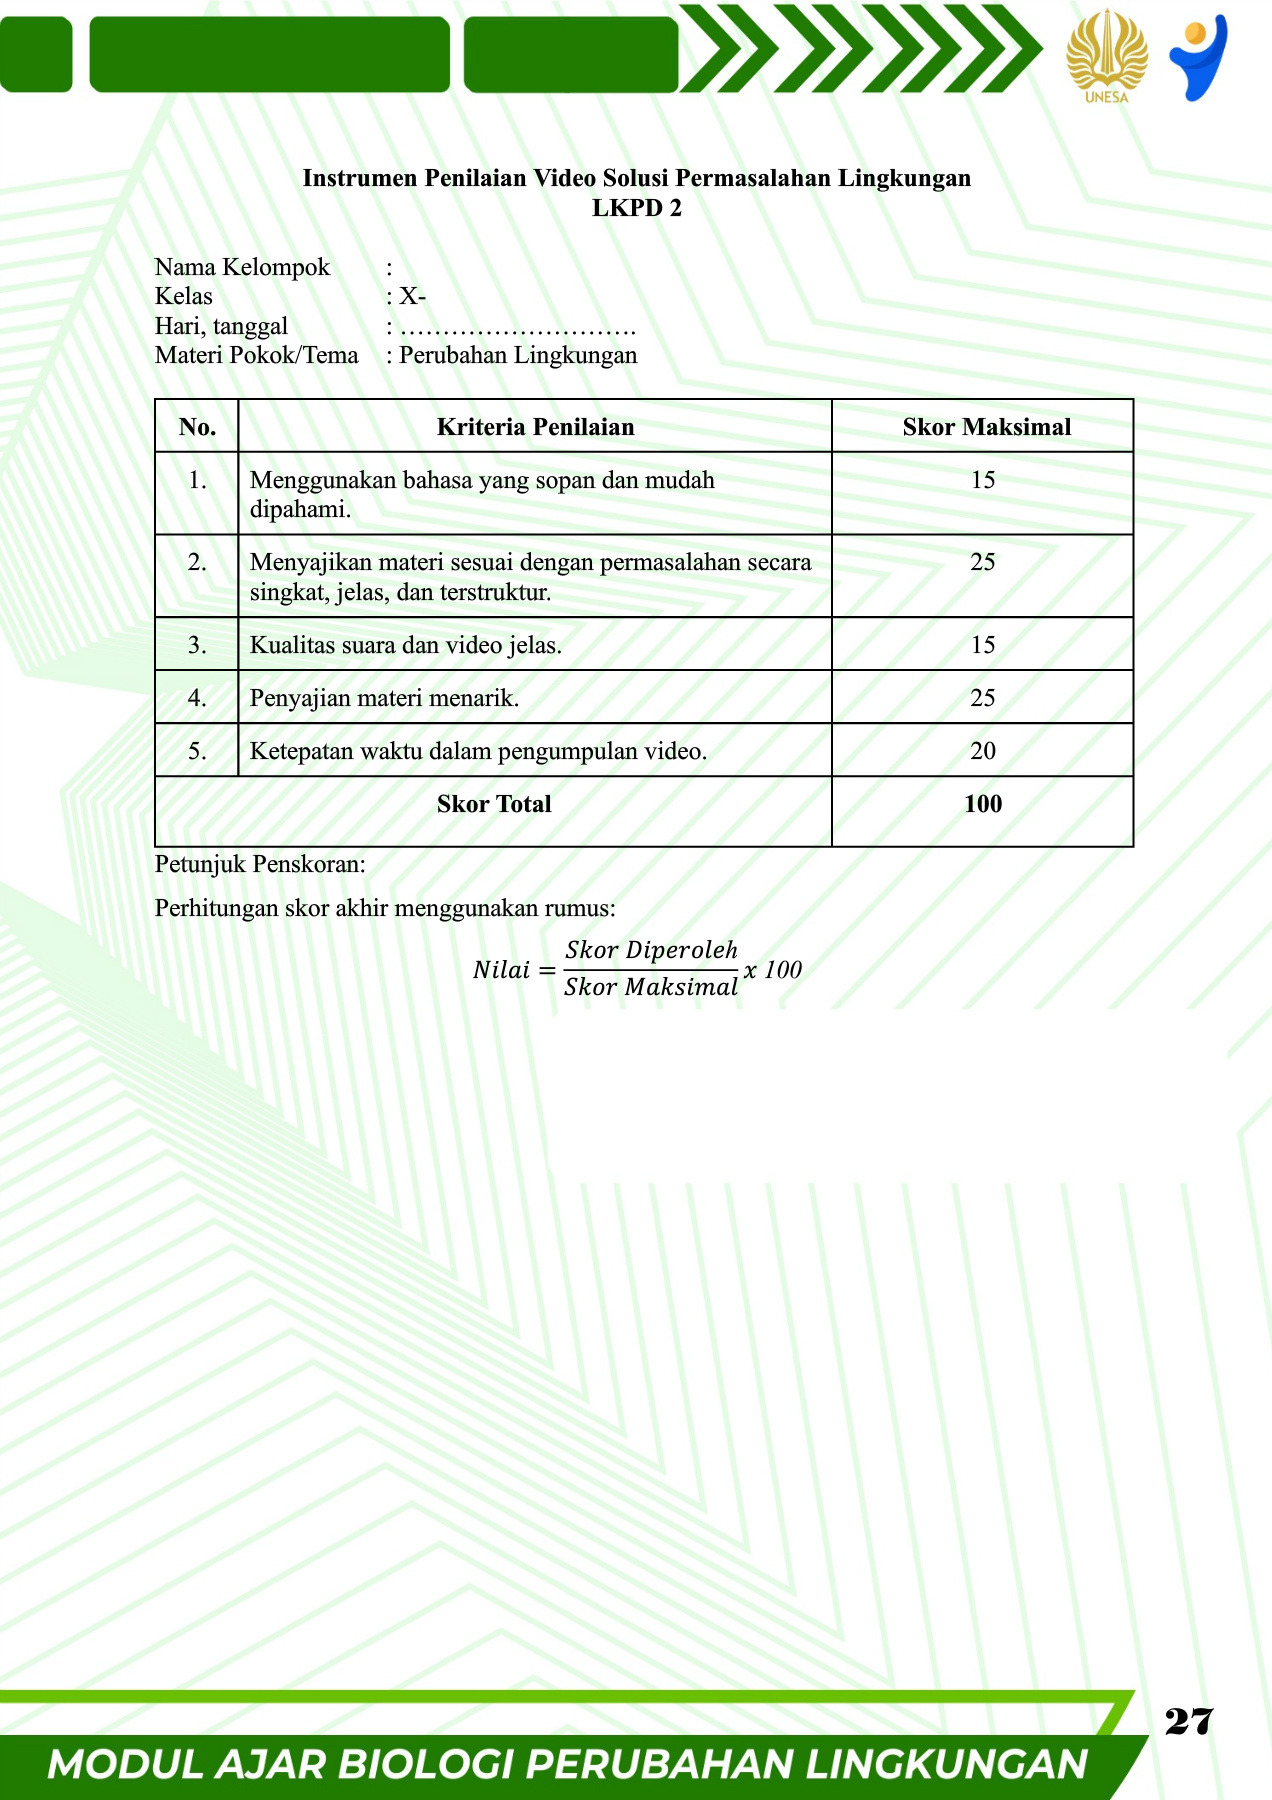 UNESA
Instrumen Penilaian Video Solusi Permasalahan Lingkungan
LKPD 2
Nama Kelompok :
Kelas : X-
Hari, tanggal : ……………………….
Materi Pokok/Tema : Perubahan Lingkungan
No. Kriteria Penilaian Skor Maksimal
1. Menggunakan bahasa yang sopan dan mudah 15
dipahami.
2. Menyajikan materi sesuai dengan permasalahan secara 25
singkat, jelas, dan terstruktur.
3. Kualitas suara dan video jelas. 15
4. Penyajian materi menarik. 25
5. Ketepatan waktu dalam pengumpulan video. 20
Skor Total 100
Petunjuk Penskoran:
Perhitungan skor akhir menggunakan rumus:
Nilai = Skor Diperoleh / Skor Maksimal x 100
27
MODUL AJAR BIOLOGI PERUBAHAN LINGKUNGAN